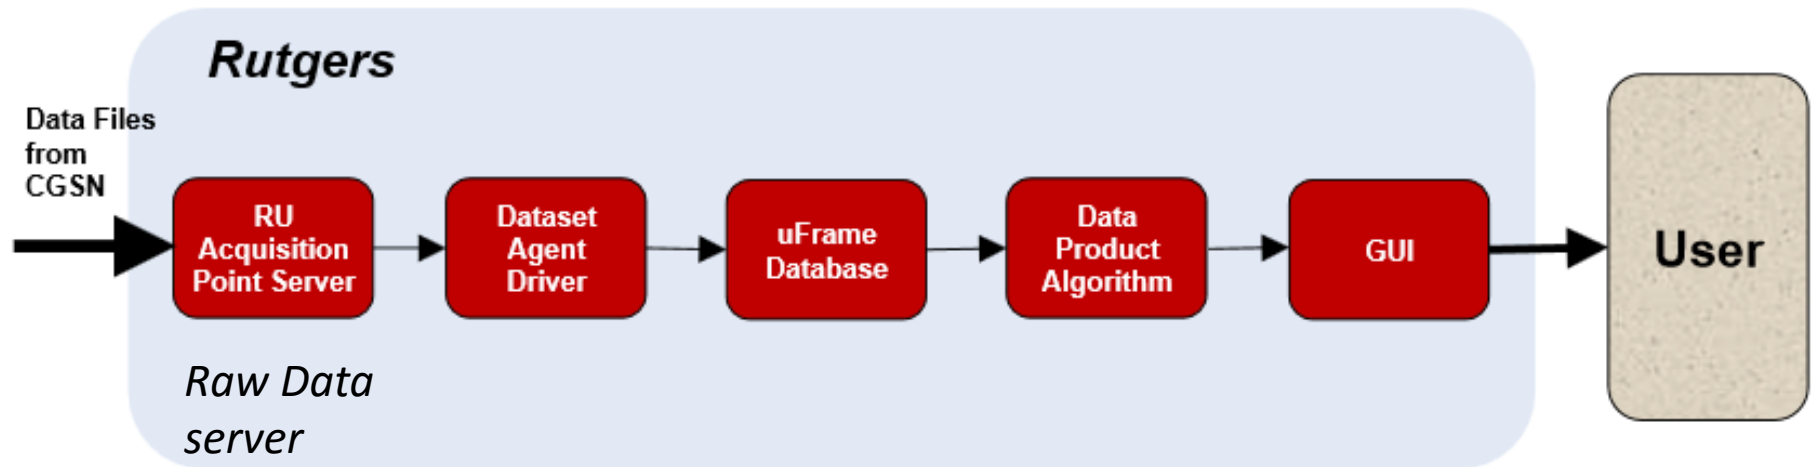 Rutgers
Data Files
from
CGSN
RU
Acquisition
Point Server
Dataset
Agent
Driver
uFrame
Database
Data
Product
Algorithm
GUI
User
Raw Data
server